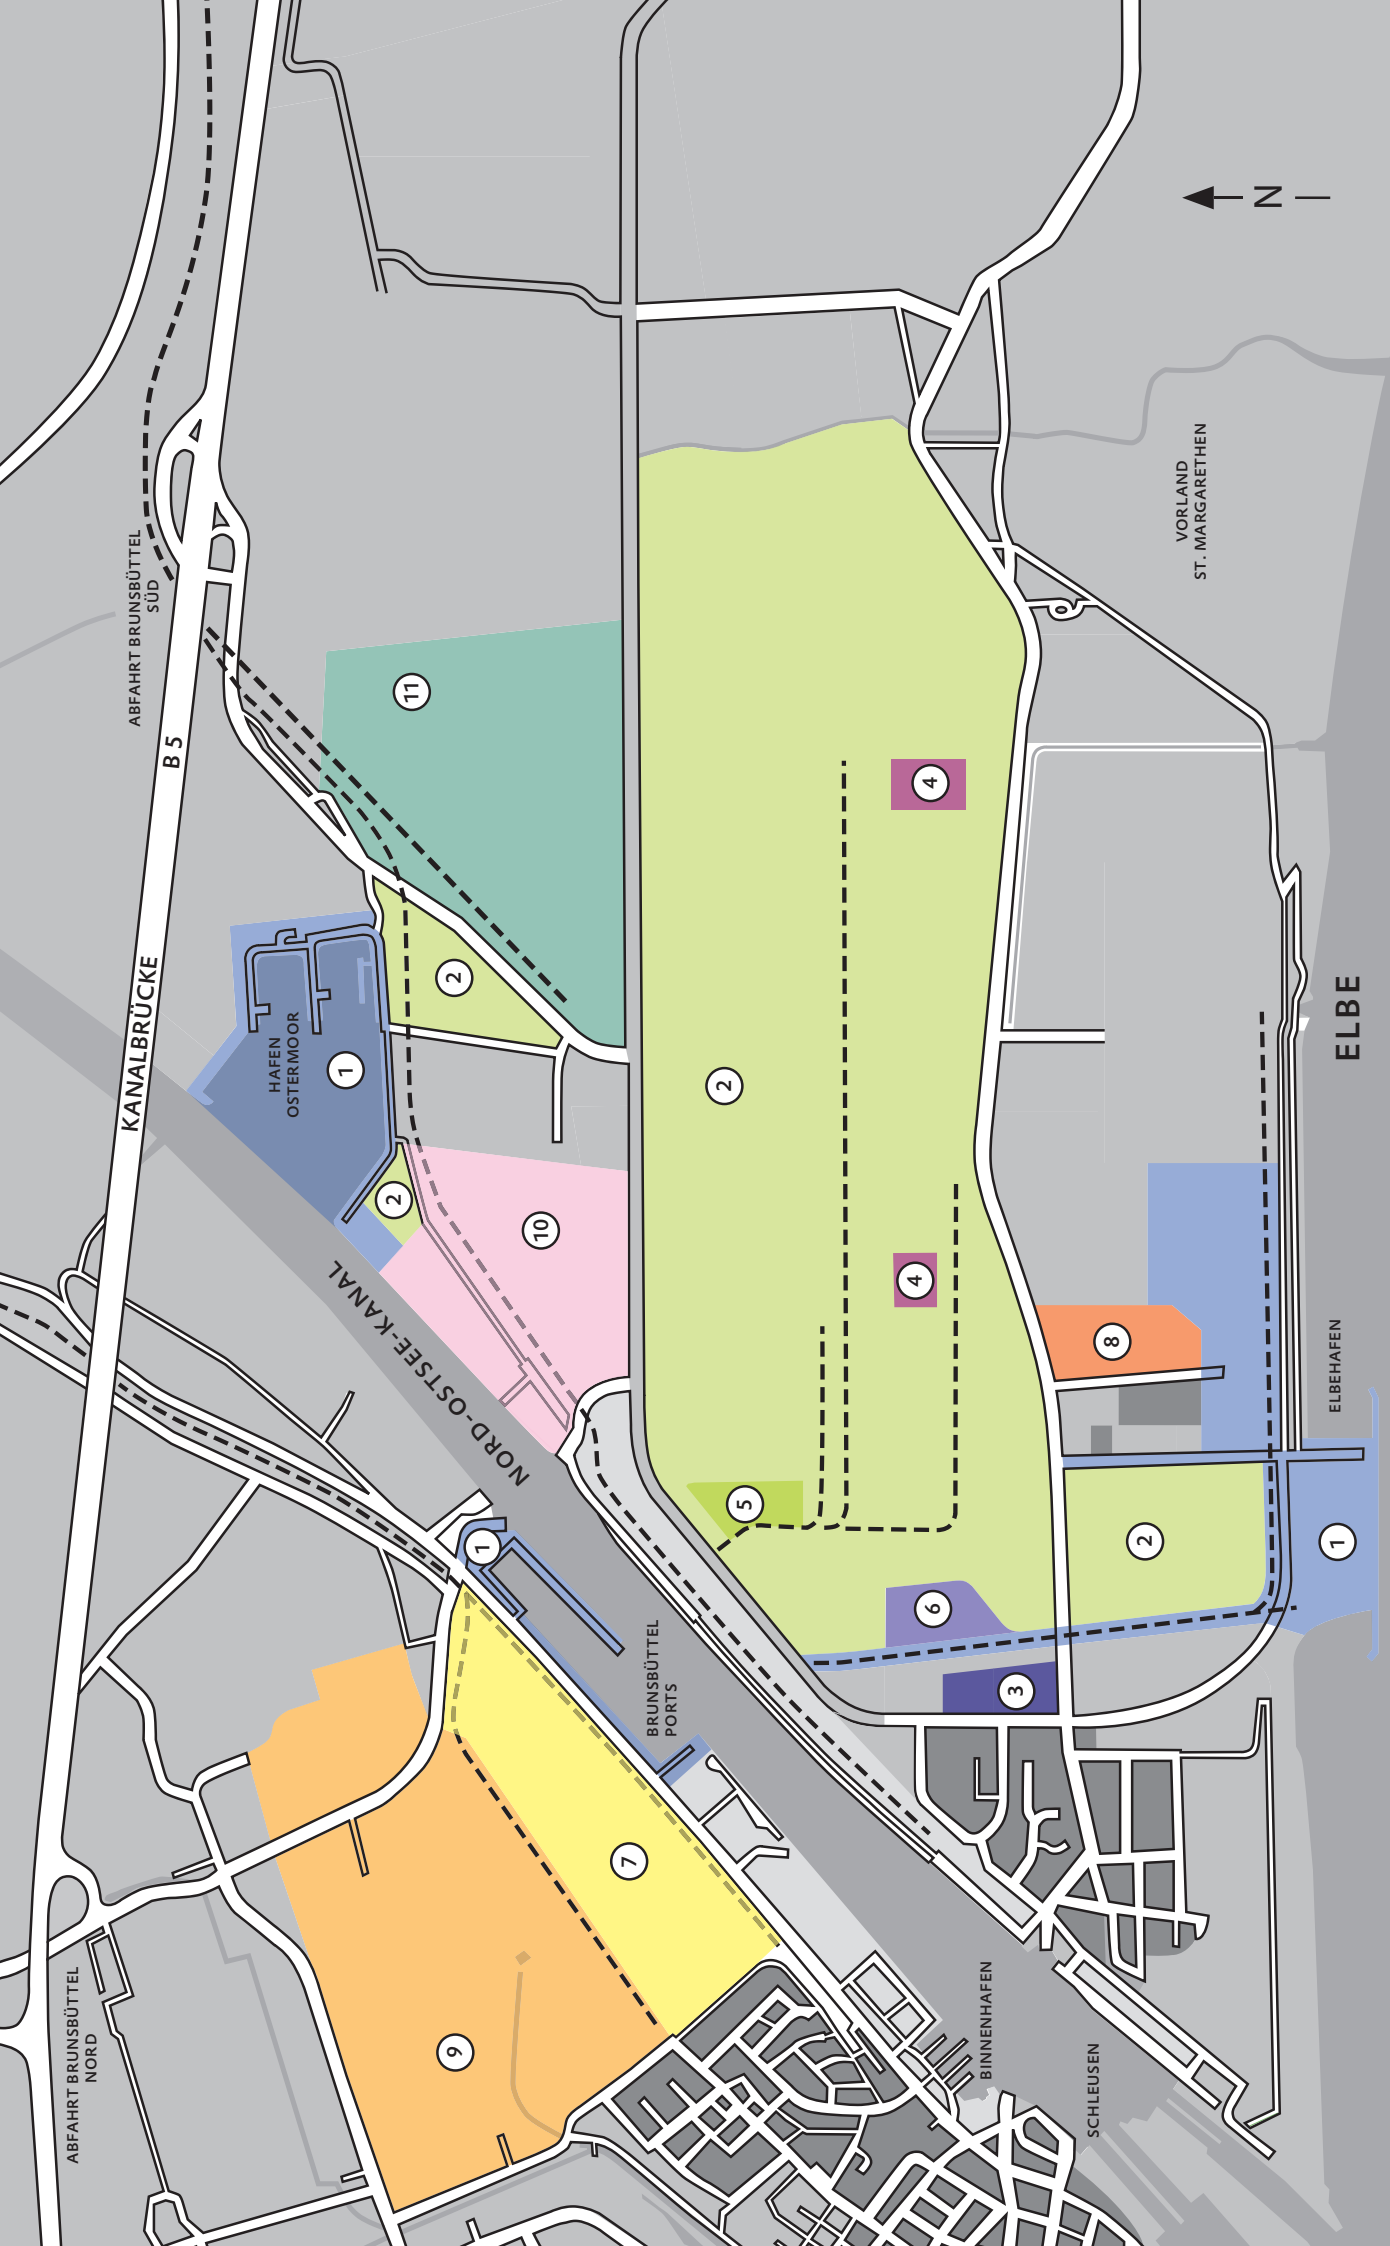 ABFAHRT BRUNSBÜTTEL
NORD
ABFAHRT BRUNSBÜTTEL
SÜD
KANALBRÜCKE
B 5
HAFEN
OSTERMOOR
NORD-OSTSEE-KANAL
BRUNSBÜTTEL
PORTS
BINNENHAFEN
SCHLEUSEN
ELBEHAFEN
ELBE
VORLAND
ST. MARGARETHEN
N
9
7
1
1
2
2
10
11
2
5
4
4
6
3
8
2
1